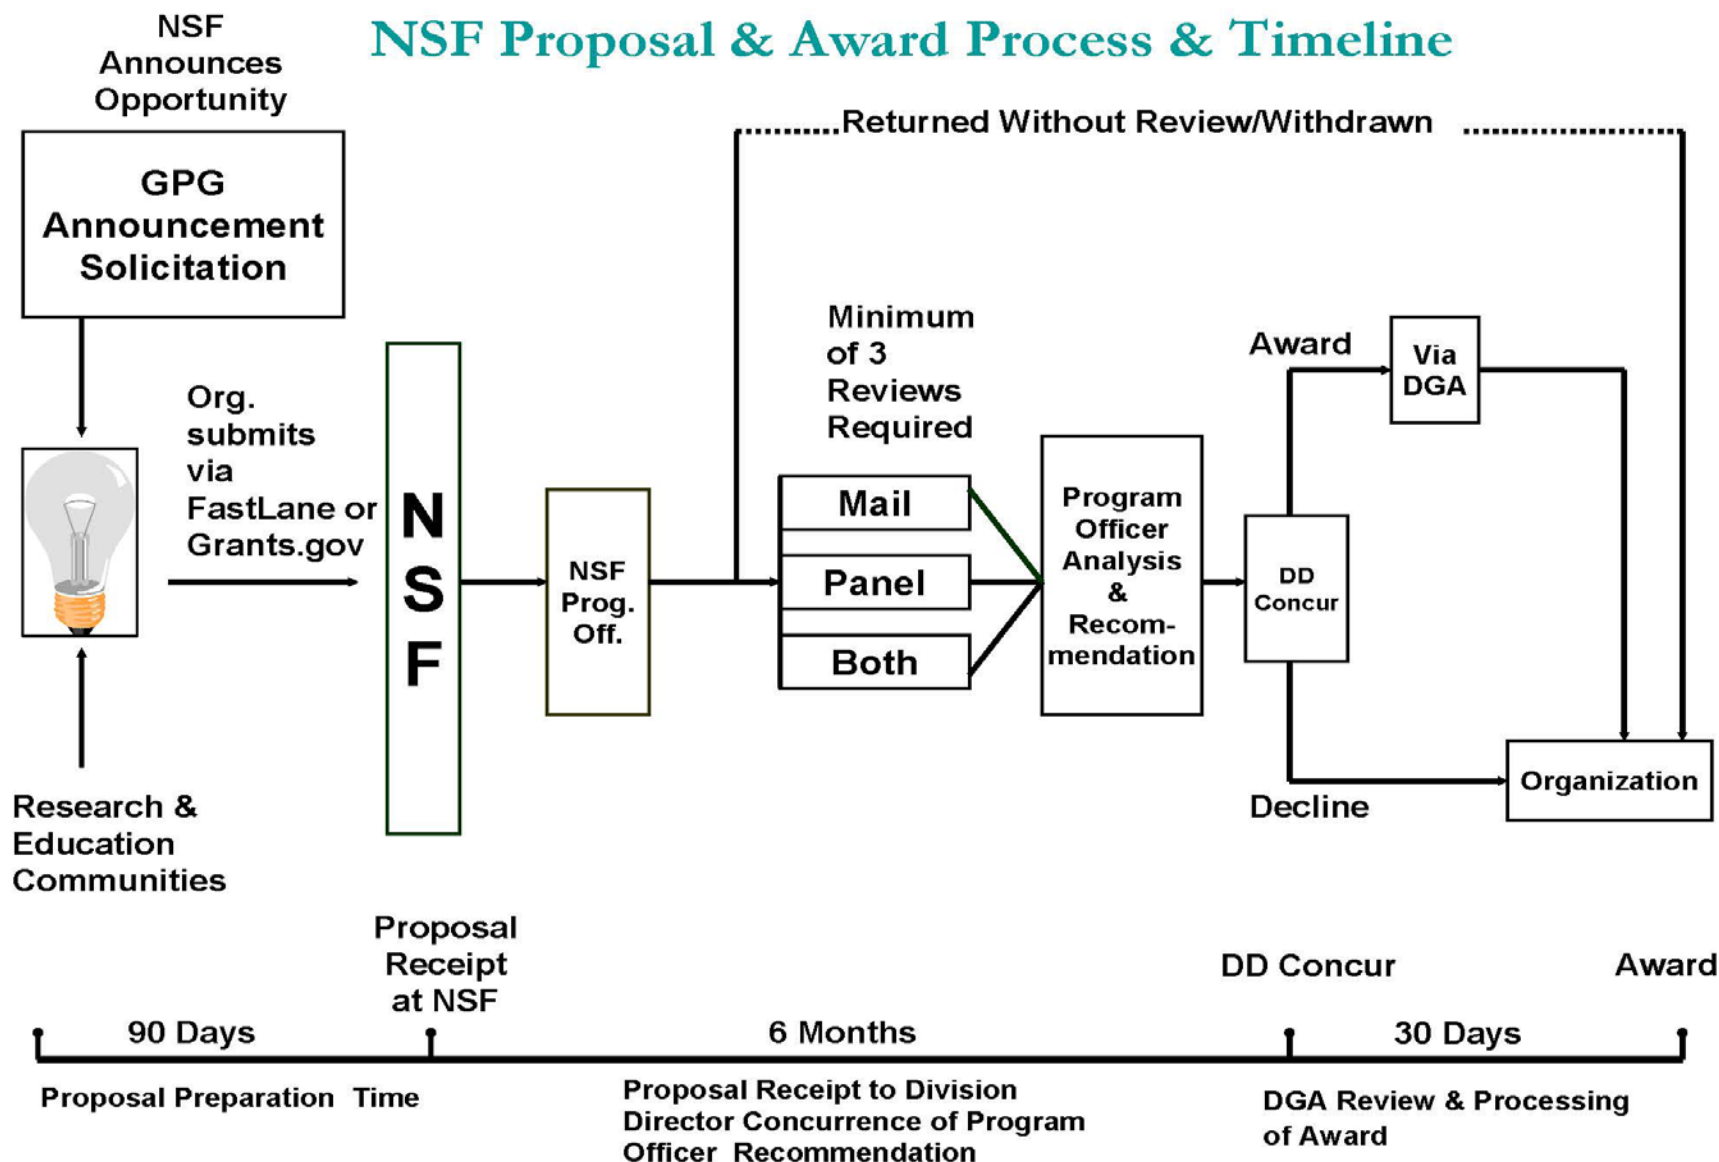 NSF Proposal & Award Process & Timeline
NSF
Announces
Opportunity
GPG
Announcement
Solicitation
Returned Without Review/Withdrawn
Org.
submits
via
FastLane or
Grants.gov
Research &
Education
Communities
N
S
F
NSF
Prog.
Off.
Minimum
of 3
Reviews
Required
Mail
Panel
Both
Program
Officer
Analysis
&
Recom-
mendation
DD
Concur
Award
Via
DGA
Decline
Organization
Proposal
Receipt
at NSF
DD Concur
Award
90 Days
6 Months
30 Days
Proposal Preparation Time
Proposal Receipt to Division
Director Concurrence of Program
Officer Recommendation
DGA Review & Processing
of Award